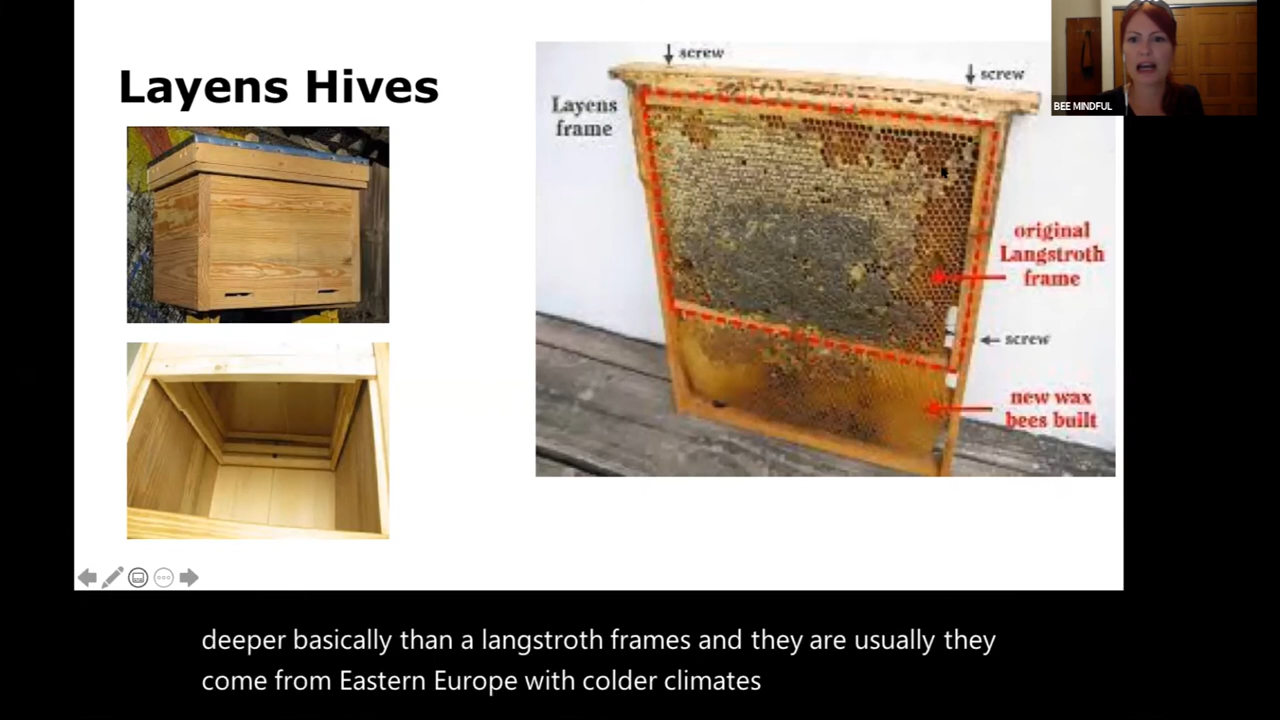 Layens Hives
screw
screw
Layens
frame
BEE MINDFUL
original
Langstroth
frame
screw
new wax
bees built
deeper basically than a langstroth frames and they are usually they
come from Eastern Europe with colder climates